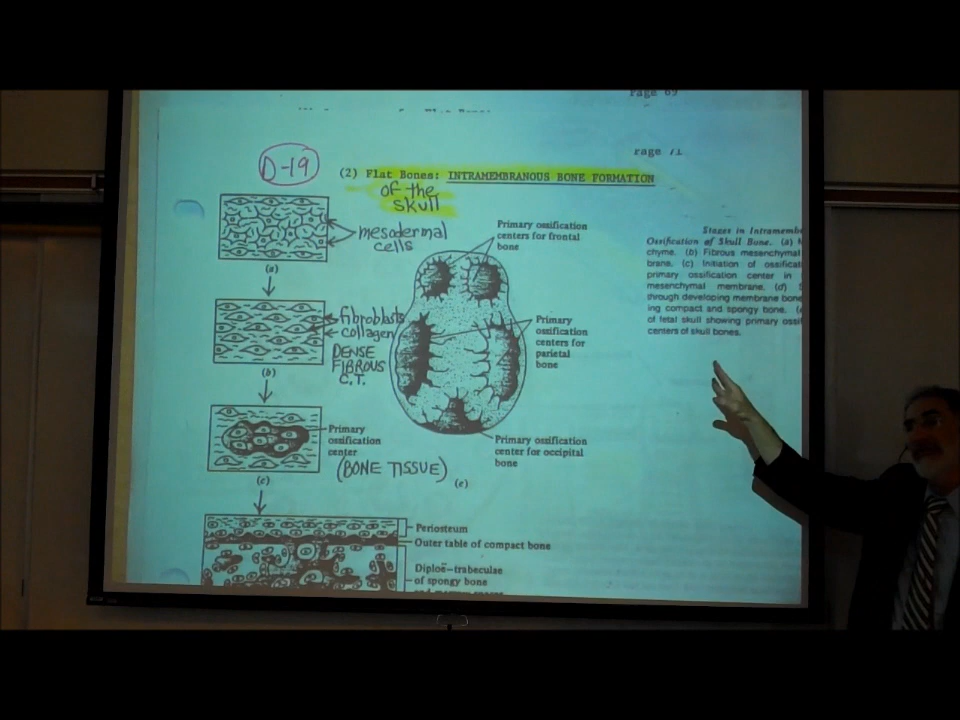 Page 69
Page 71
D-19
(2) Flat Bones: INTRAMEMBRANOUS BONE FORMATION
of the
skull
mesodermal
cells
(a)
Primary ossification
centers for frontal
bone
Stages in
Ossification of Skull Bone. (a)
chyme. (b) Fibrous mesenchymal
brane. (c) Initiation of
primary ossification center in
mesenchymal membrane. (d)
through developing membrane bone
ing compact and spongy bone.
of fetal skull showing primary
centers of skull bones.
fibroblasts
collagen
DENSE
FIBROUS
C.T.
(b)
Primary
ossification
centers for
parietal
bone
Primary
ossification
center
(BONE TISSUE)
(c)
Primary ossification
center for occipital
bone
(e)
Periosteum
Outer table of compact bone
Diploë-trabeculae
of spongy bone